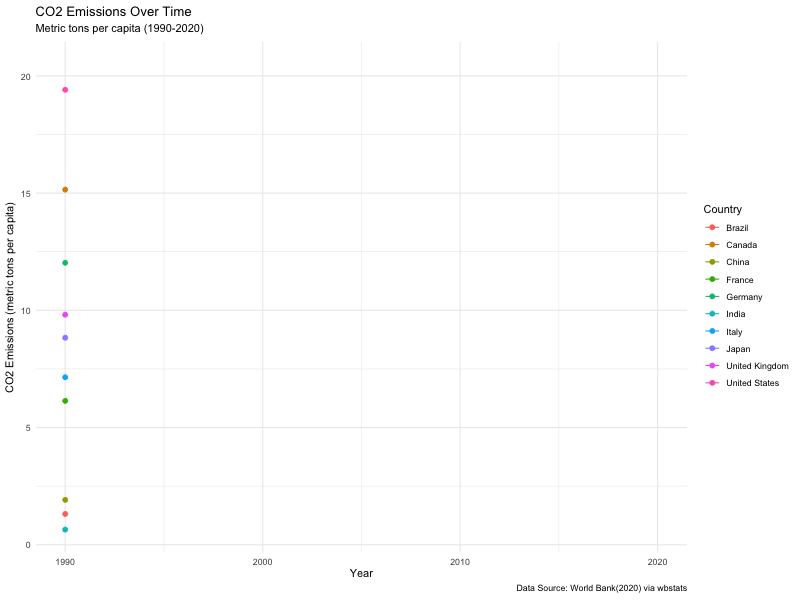 CO2 Emissions Over Time
Metric tons per capita (1990-2020)
CO2 Emissions (metric tons per capita)
20
15
10
5
0
1990 2000 2010 2020
Year
Country
Brazil
Canada
China
France
Germany
India
Italy
Japan
United Kingdom
United States
Data Source: World Bank(2020) via wbstats